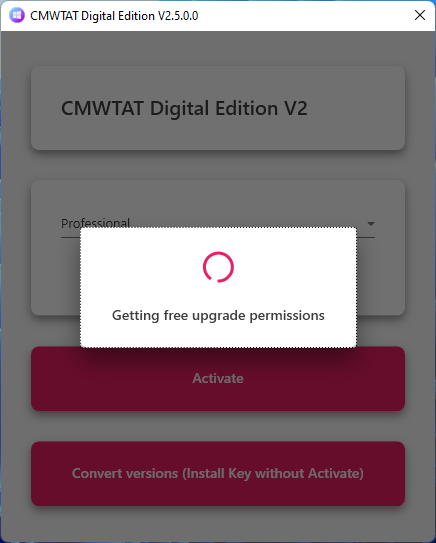 CMWTAT Digital Edition V2.5.0.0
CMWTAT Digital Edition V2
Professional
Getting free upgrade permissions
Activate
Convert versions (Install Key without Activate)